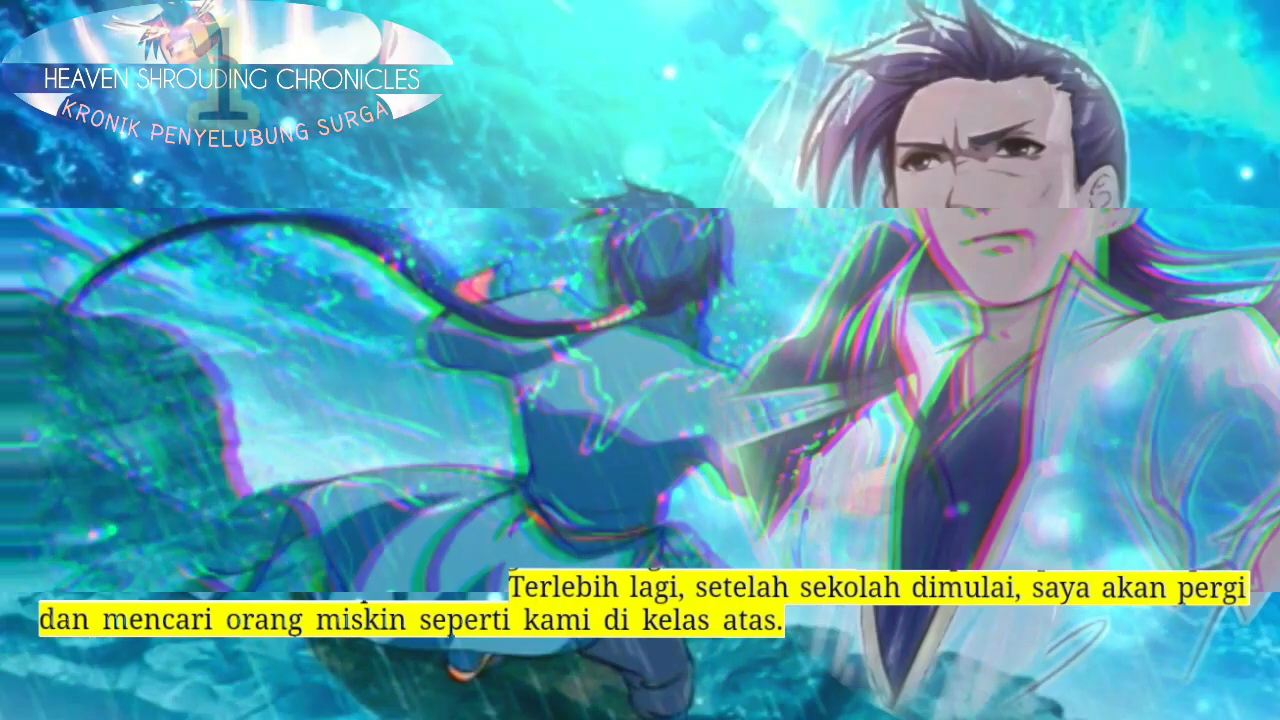 1
HEAVEN SHROUDING CHRONICLES
KRONIK PENYELUBUNG SURGA
Terlebih lagi, setelah sekolah dimulai, saya akan pergi
dan mencari orang miskin seperti kami di kelas atas.